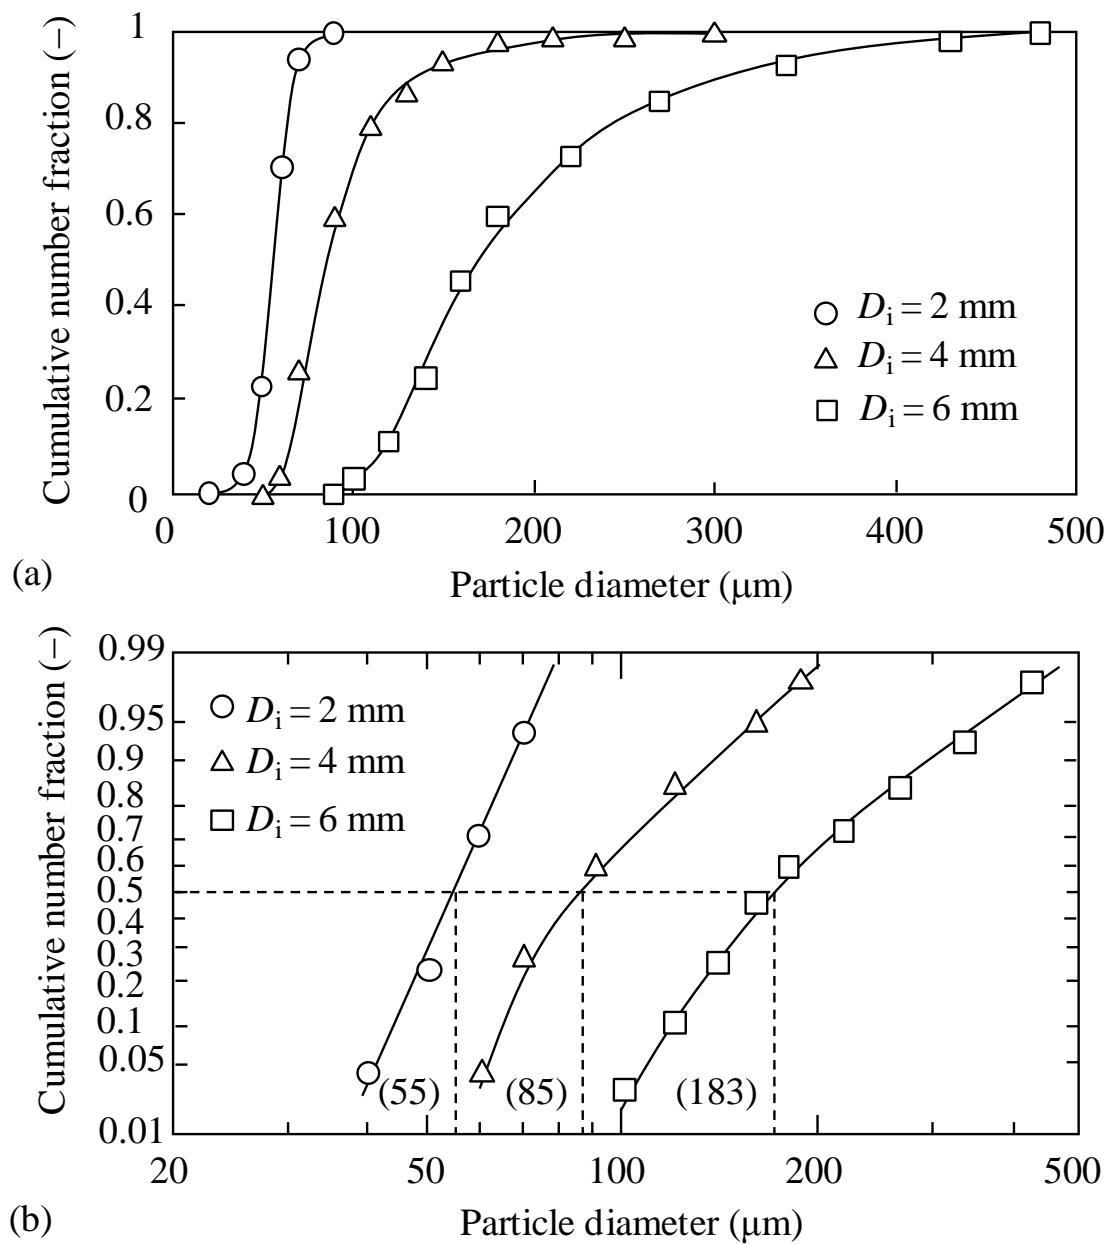 Cumulative number fraction (–)
1
0.8
0.6
0.4
0.2
0
0 100 200 300 400 500
Particle diameter (μm)
D_i = 2 mm
D_i = 4 mm
D_i = 6 mm
(a)
Cumulative number fraction (–)
0.99
0.95
0.9
0.8
0.7
0.6
0.5
0.4
0.3
0.2
0.1
0.05
0.01
D_i = 2 mm
D_i = 4 mm
D_i = 6 mm
(55) (85) (183)
20 50 100 200 500
Particle diameter (μm)
(b)